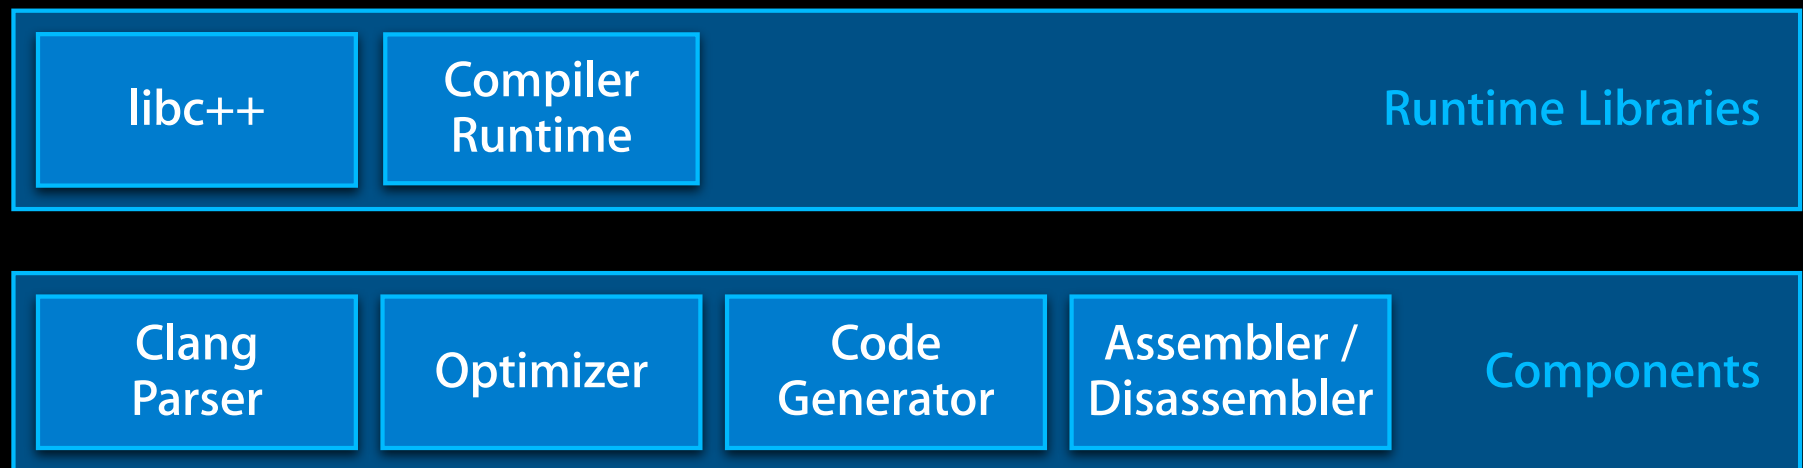 libc++
Compiler
Runtime
Runtime Libraries
Clang
Parser
Optimizer
Code
Generator
Assembler /
Disassembler
Components